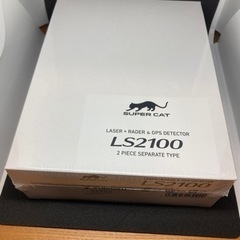 SUPER CAT
LASER + RADER & GPS DETECTOR
LS2100
2 PIECE SEPARATE TYPE
LS2100